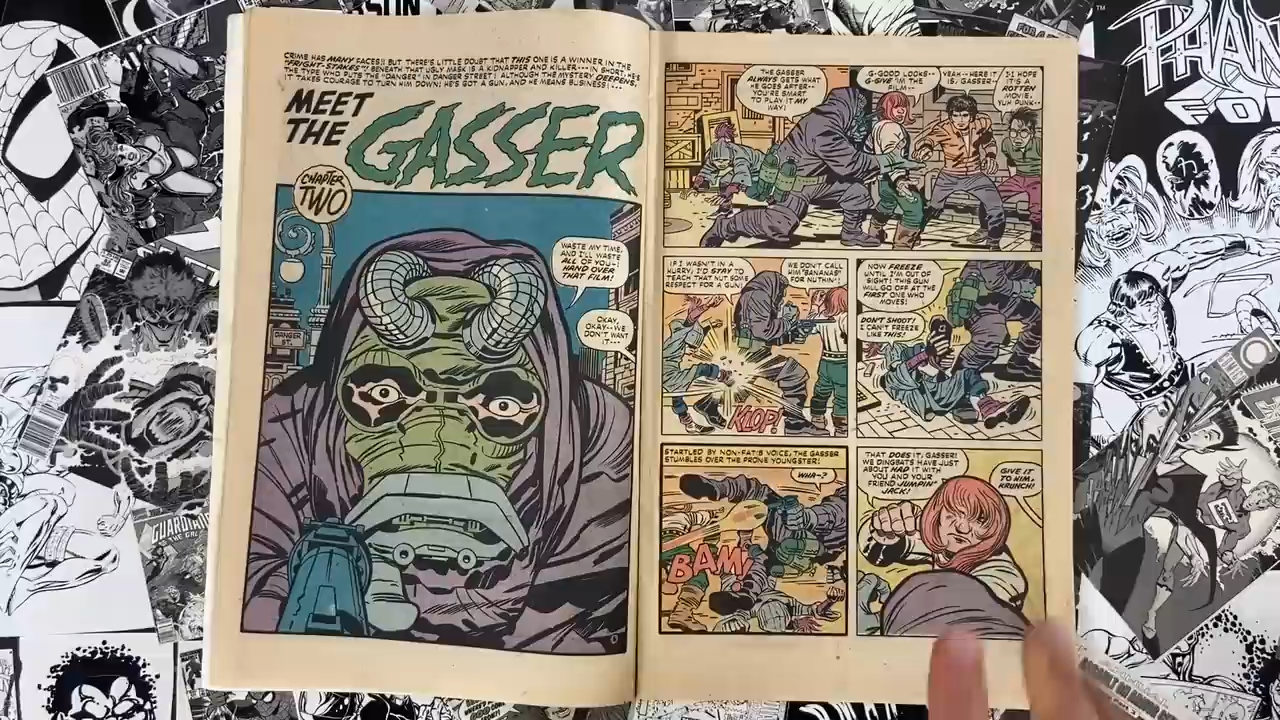 CRIME HAS MANY FACES!! BUT THERE'S LITTLE DOUBT THAT THIS ONE IS A WINNER IN THE
"FRIGHT-STAKES"! BENEATH THAT UGLY MASK IS A KIDNAPPER AND KILLER---IN SHORT, HE'S
THE TYPE WHO PUTS THE "DANGER" IN DANGER STREET! ALTHOUGH THE MYSTERY DEEPENS,
IT TAKES COURAGE TO TURN HIM DOWN! HE'S GOT A GUN, AND HE MEANS BUSINESS!---
MEET
THE
GASSER
CHAPTER
TWO
WASTE MY TIME,
AND I'LL WASTE
ALL OF YOU--
HAND OVER
THAT FILM!
OKAY,
OKAY--WE
DON'T WANT
IT---
DANGER
ST.
THE GASSER
ALWAYS GETS WHAT
HE GOES AFTER--
YOU'RE SMART
TO PLAY IT MY
WAY!
G-GOOD LOOKS--
G-GIVE 'IM THE
FILM--
YEAH--HERE IT
IS, GASSER!
I HOPE
IT'S A
ROTTEN
MOVIE,
YUH PUNK--
IF I WASN'T IN A
HURRY, I'D STAY TO
TEACH THAT NUT SOME
RESPECT FOR A GUN!
WE DON'T CALL
HIM "BANANAS"
FOR NUTHIN'!
KLOP!
NOW FREEZE
UNTIL I'M OUT OF
SIGHT! THIS GUN
WILL GO OFF AT THE
FIRST ONE WHO
MOVES!
DON'T SHOOT!
I CAN'T FREEZE
LIKE THIS!
STARTLED BY NON-FAT'S VOICE, THE GASSER
STUMBLES OVER THE PRONE YOUNGSTER!
WHA--?
BAM!
THAT DOES IT, GASSER!
WE DINGBATS HAVE JUST
ABOUT HAD IT WITH
YOU AND YOUR
FRIEND JUMPIN'
JACK!
GIVE IT
TO HIM,
KRUNCH!
GUARDIAN